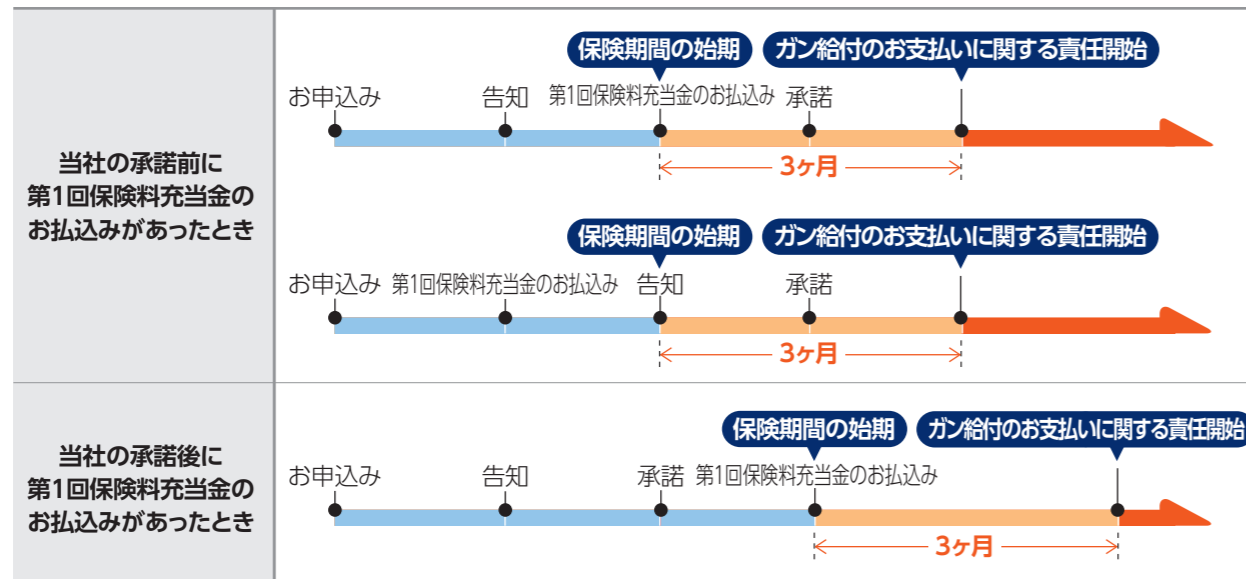 当社の承諾前に
第1回保険料充当金の
お払込みがあったとき
保険期間の始期 ガン給付のお支払いに関する責任開始
お申込み 告知 第1回保険料充当金のお払込み 承諾
3ヶ月
保険期間の始期 ガン給付のお支払いに関する責任開始
お申込み 第1回保険料充当金のお払込み 告知 承諾
3ヶ月
当社の承諾後に
第1回保険料充当金の
お払込みがあったとき
保険期間の始期 ガン給付のお支払いに関する責任開始
お申込み 告知 承諾 第1回保険料充当金のお払込み
3ヶ月